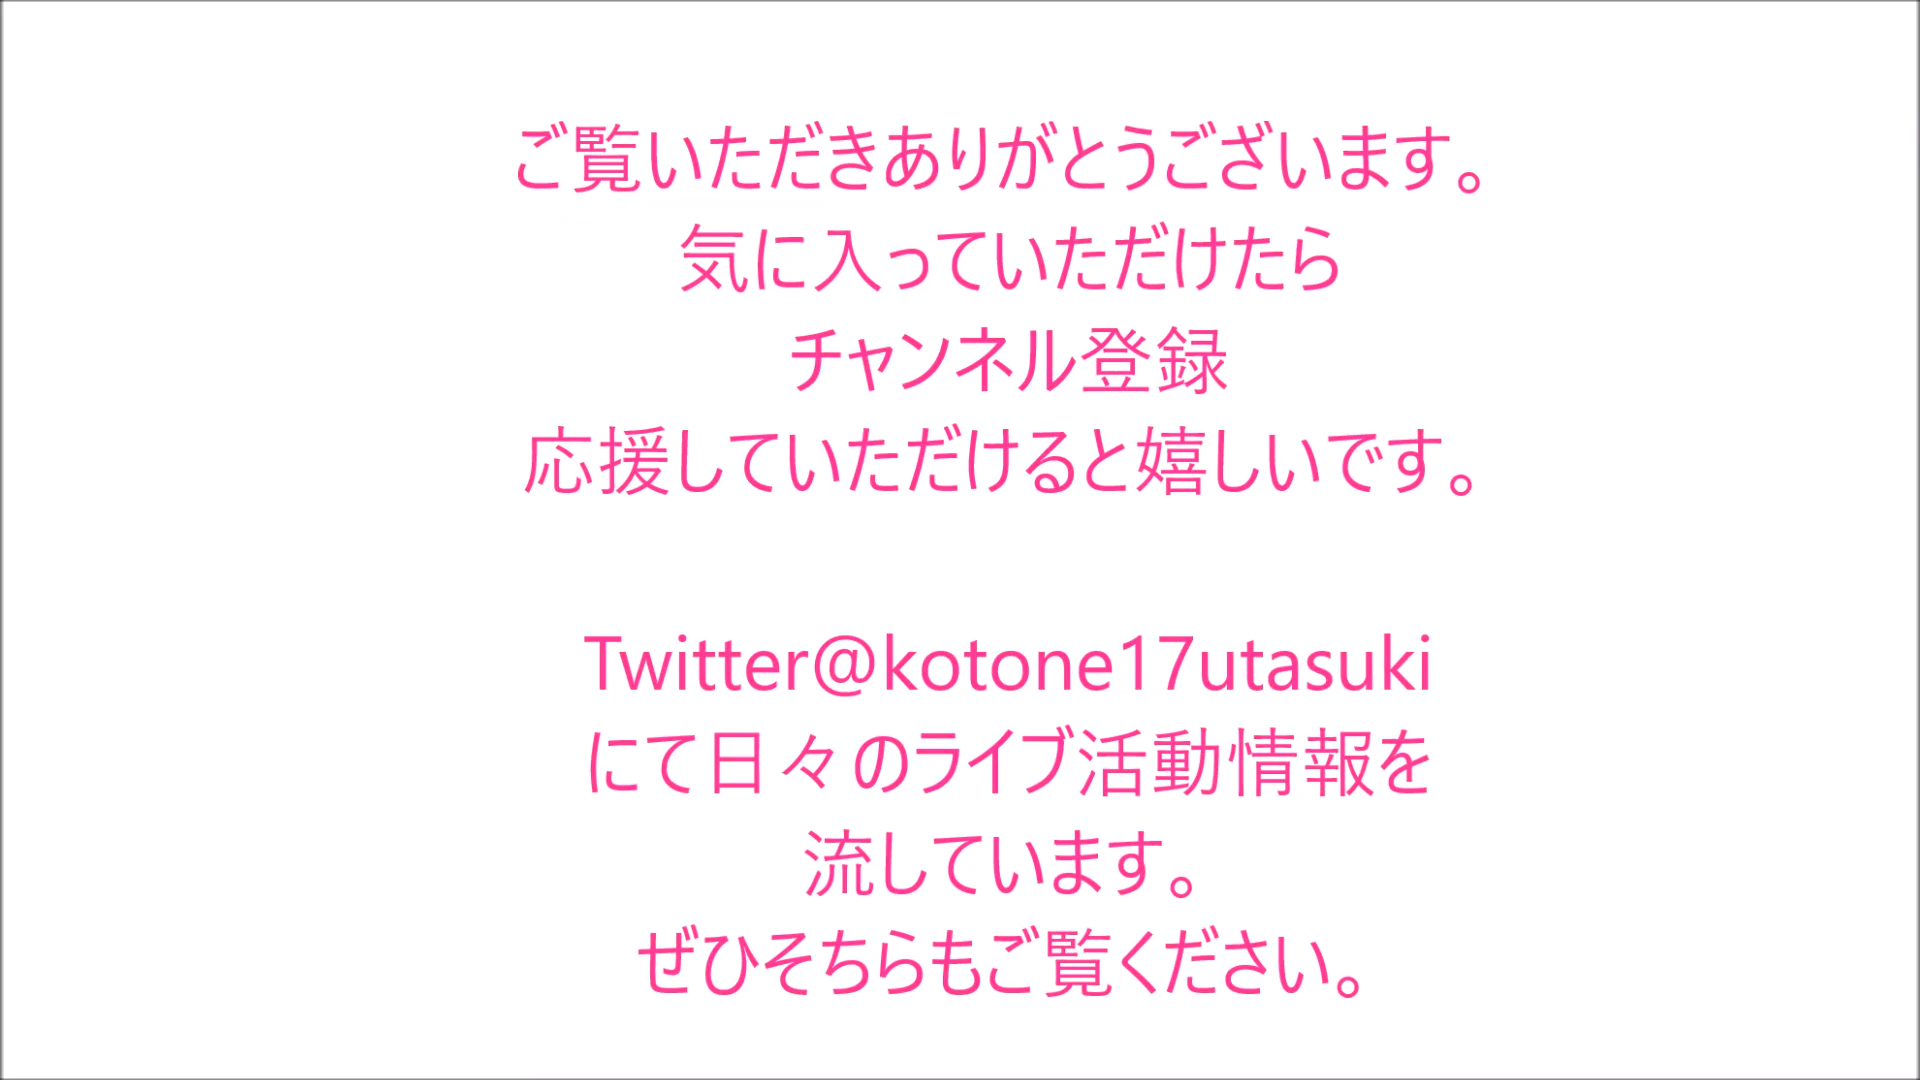 ご覧いただきありがとうございます。
気に入っていただけたら
チャンネル登録
応援していただけると嬉しいです。
Twitter@kotone17utasuki
にて日々のライブ活動情報を
流しています。
ぜひそちらもご覧ください。